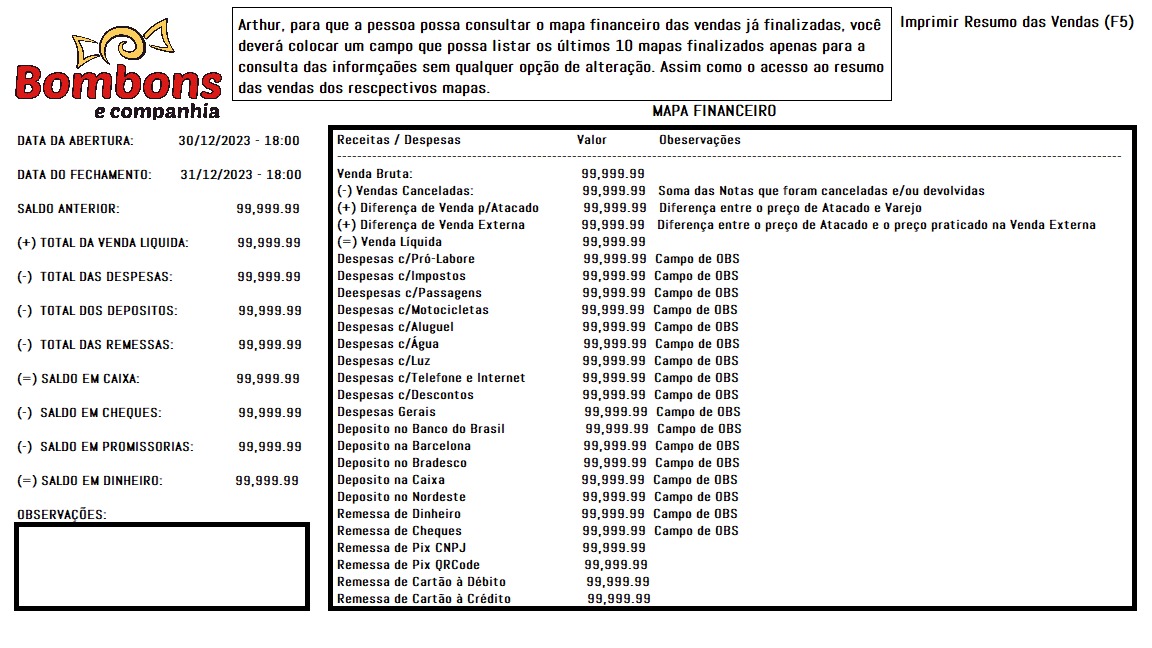 Bombons
e companhia
Arthur, para que a pessoa possa consultar o mapa financeiro das vendas já finalizadas, você
deverá colocar um campo que possa listar os últimos 10 mapas finalizados apenas para a
consulta das informçaães sem qualquer opção de alteração. Assim como o acesso ao resumo
das vendas dos rescpectivos mapas.
Imprimir Resumo das Vendas (F5)
MAPA FINANCEIRO
DATA DA ABERTURA: 30/12/2023 - 18:00
DATA DO FECHAMENTO: 31/12/2023 - 18:00
SALDO ANTERIOR: 99,999.99
(+) TOTAL DA VENDA LIQUIDA: 99,999.99
(-) TOTAL DAS DESPESAS: 99,999.99
(-) TOTAL DOS DEPOSITOS: 99,999.99
(-) TOTAL DAS REMESSAS: 99,999.99
(=) SALDO EM CAIXA: 99,999.99
(-) SALDO EM CHEQUES: 99,999.99
(-) SALDO EM PROMISSORIAS: 99,999.99
(=) SALDO EM DINHEIRO: 99,999.99
OBSERVAÇÕES:
Receitas / Despesas Valor Obeservações
Venda Bruta: 99,999.99
(-) Vendas Canceladas: 99,999.99 Soma das Notas que foram canceladas e/ou devolvidas
(+) Diferença de Venda p/Atacado 99,999.99 Diferença entre o preço de Atacado e Varejo
(+) Diferença de Venda Externa 99,999.99 Diferença entre o preço de Atacado e o preço praticado na Venda Externa
(=) Venda Líquida 99,999.99
Despesas c/Pró-Labore 99,999.99 Campo de OBS
Despesas c/Impostos 99,999.99 Campo de OBS
Deespesas c/Passagens 99,999.99 Campo de OBS
Despesas c/Motocicletas 99,999.99 Campo de OBS
Despesas c/Aluguel 99,999.99 Campo de OBS
Despesas c/Água 99,999.99 Campo de OBS
Despesas c/Luz 99,999.99 Campo de OBS
Despesas c/Telefone e Internet 99,999.99 Campo de OBS
Despesas c/Descontos 99,999.99 Campo de OBS
Despesas Gerais 99,999.99 Campo de OBS
Deposito no Banco do Brasil 99,999.99 Campo de OBS
Deposito na Barcelona 99,999.99 Campo de OBS
Deposito no Bradesco 99,999.99 Campo de OBS
Deposito na Caixa 99,999.99 Campo de OBS
Deposito no Nordeste 99,999.99 Campo de OBS
Remessa de Dinheiro 99,999.99 Campo de OBS
Remessa de Cheques 99,999.99 Campo de OBS
Remessa de Pix CNPJ 99,999.99
Remessa de Pix QRCode 99,999.99
Remessa de Cartão à Débito 99,999.99
Remessa de Cartão à Crédito 99,999.99